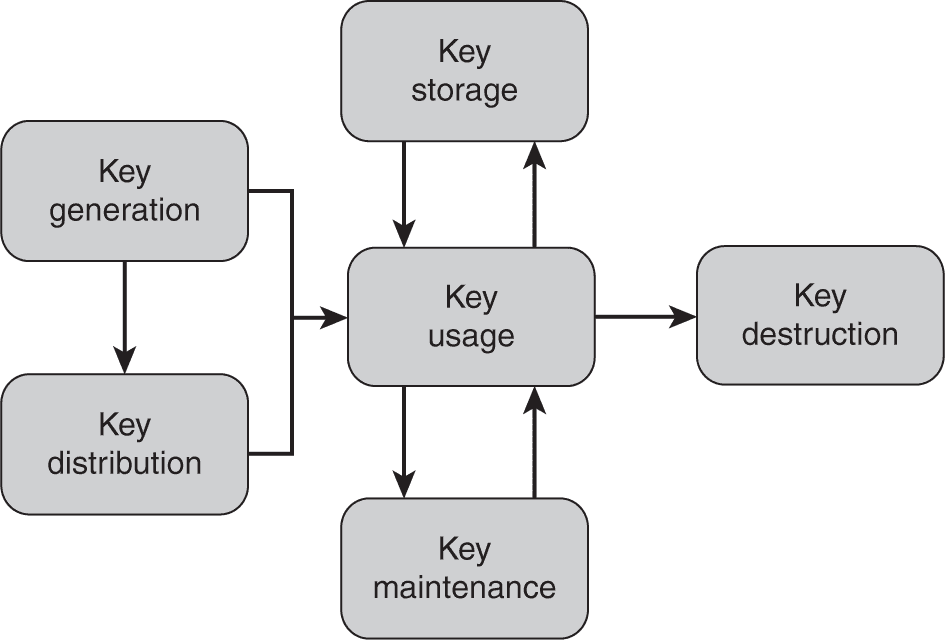 Key
storage
Key
generation
Key
usage
Key
destruction
Key
distribution
Key
maintenance